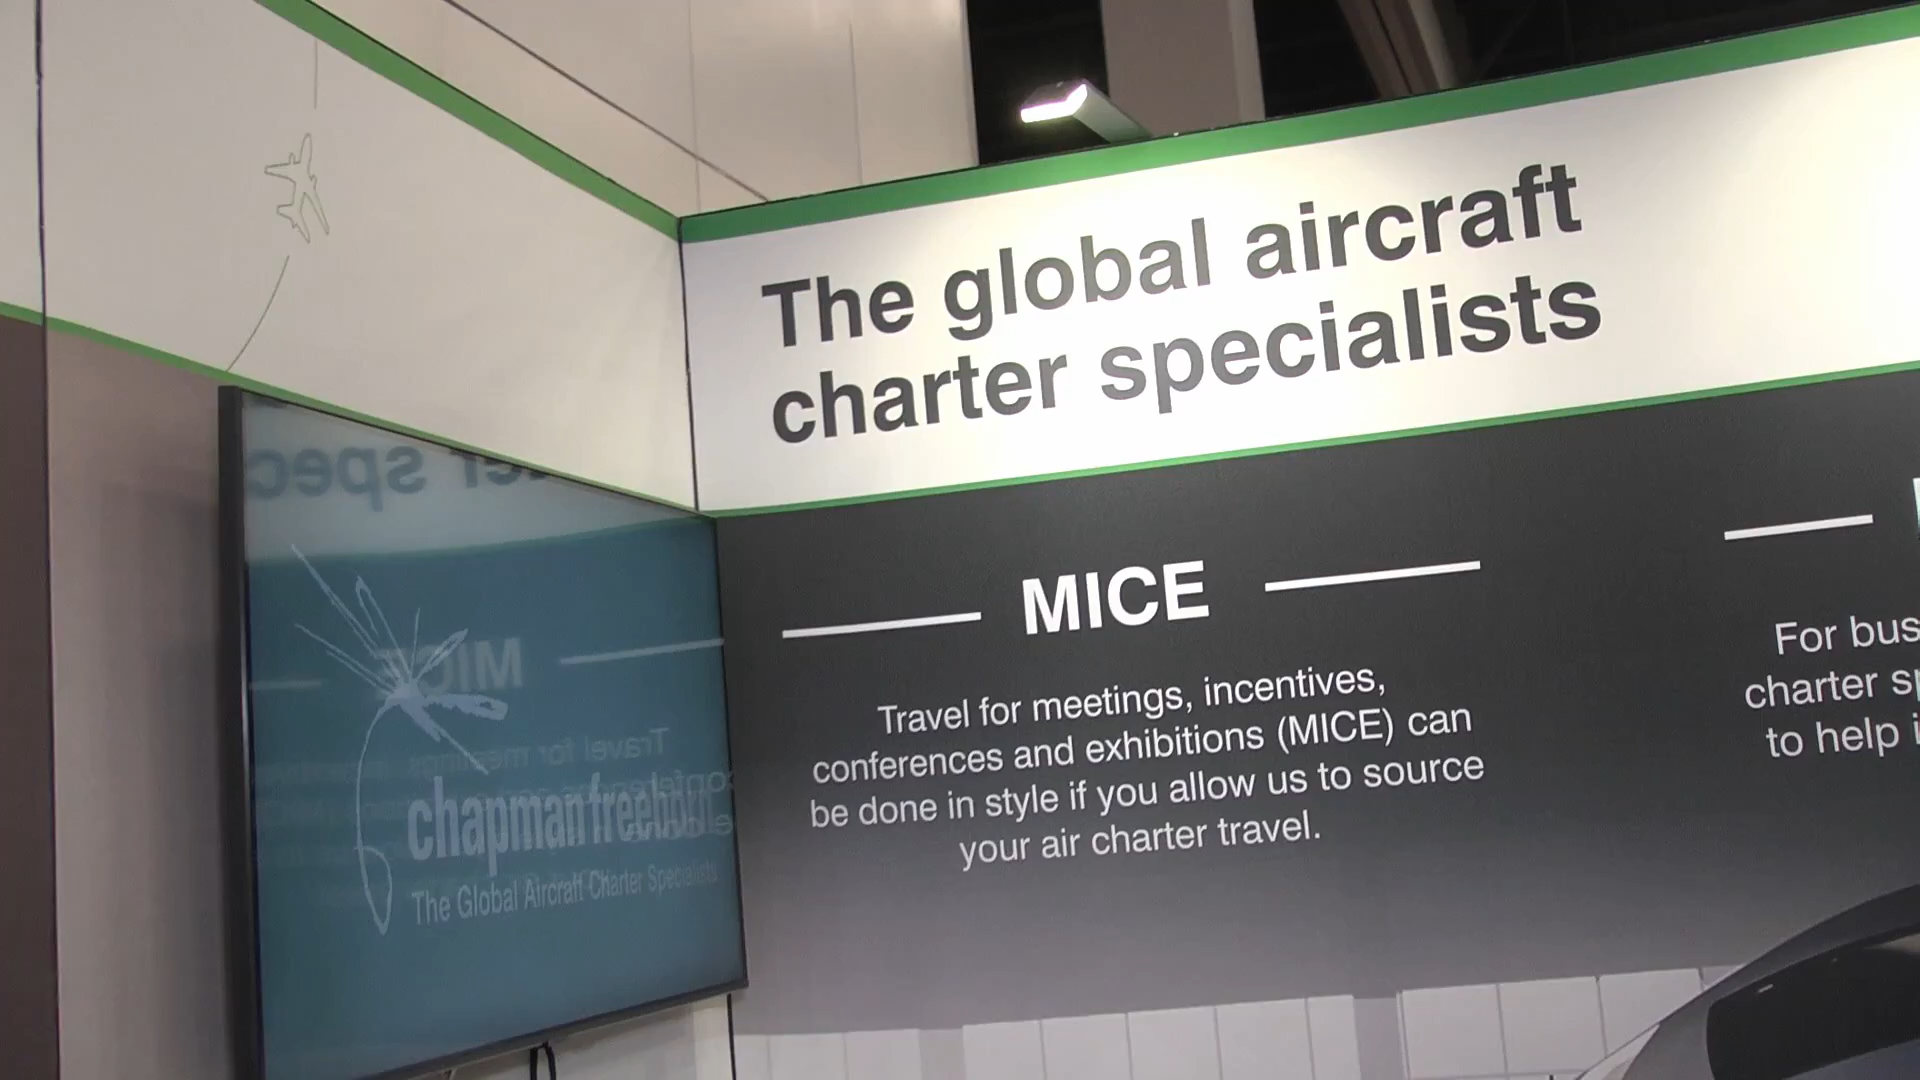 The global aircraft
charter specialists
MICE
Travel for meetings, incentives,
conferences and exhibitions (MICE) can
be done in style if you allow us to source
your air charter travel.
For bus
charter sp
to help i
chapmanfreeborn
The Global Aircraft Charter Specialists